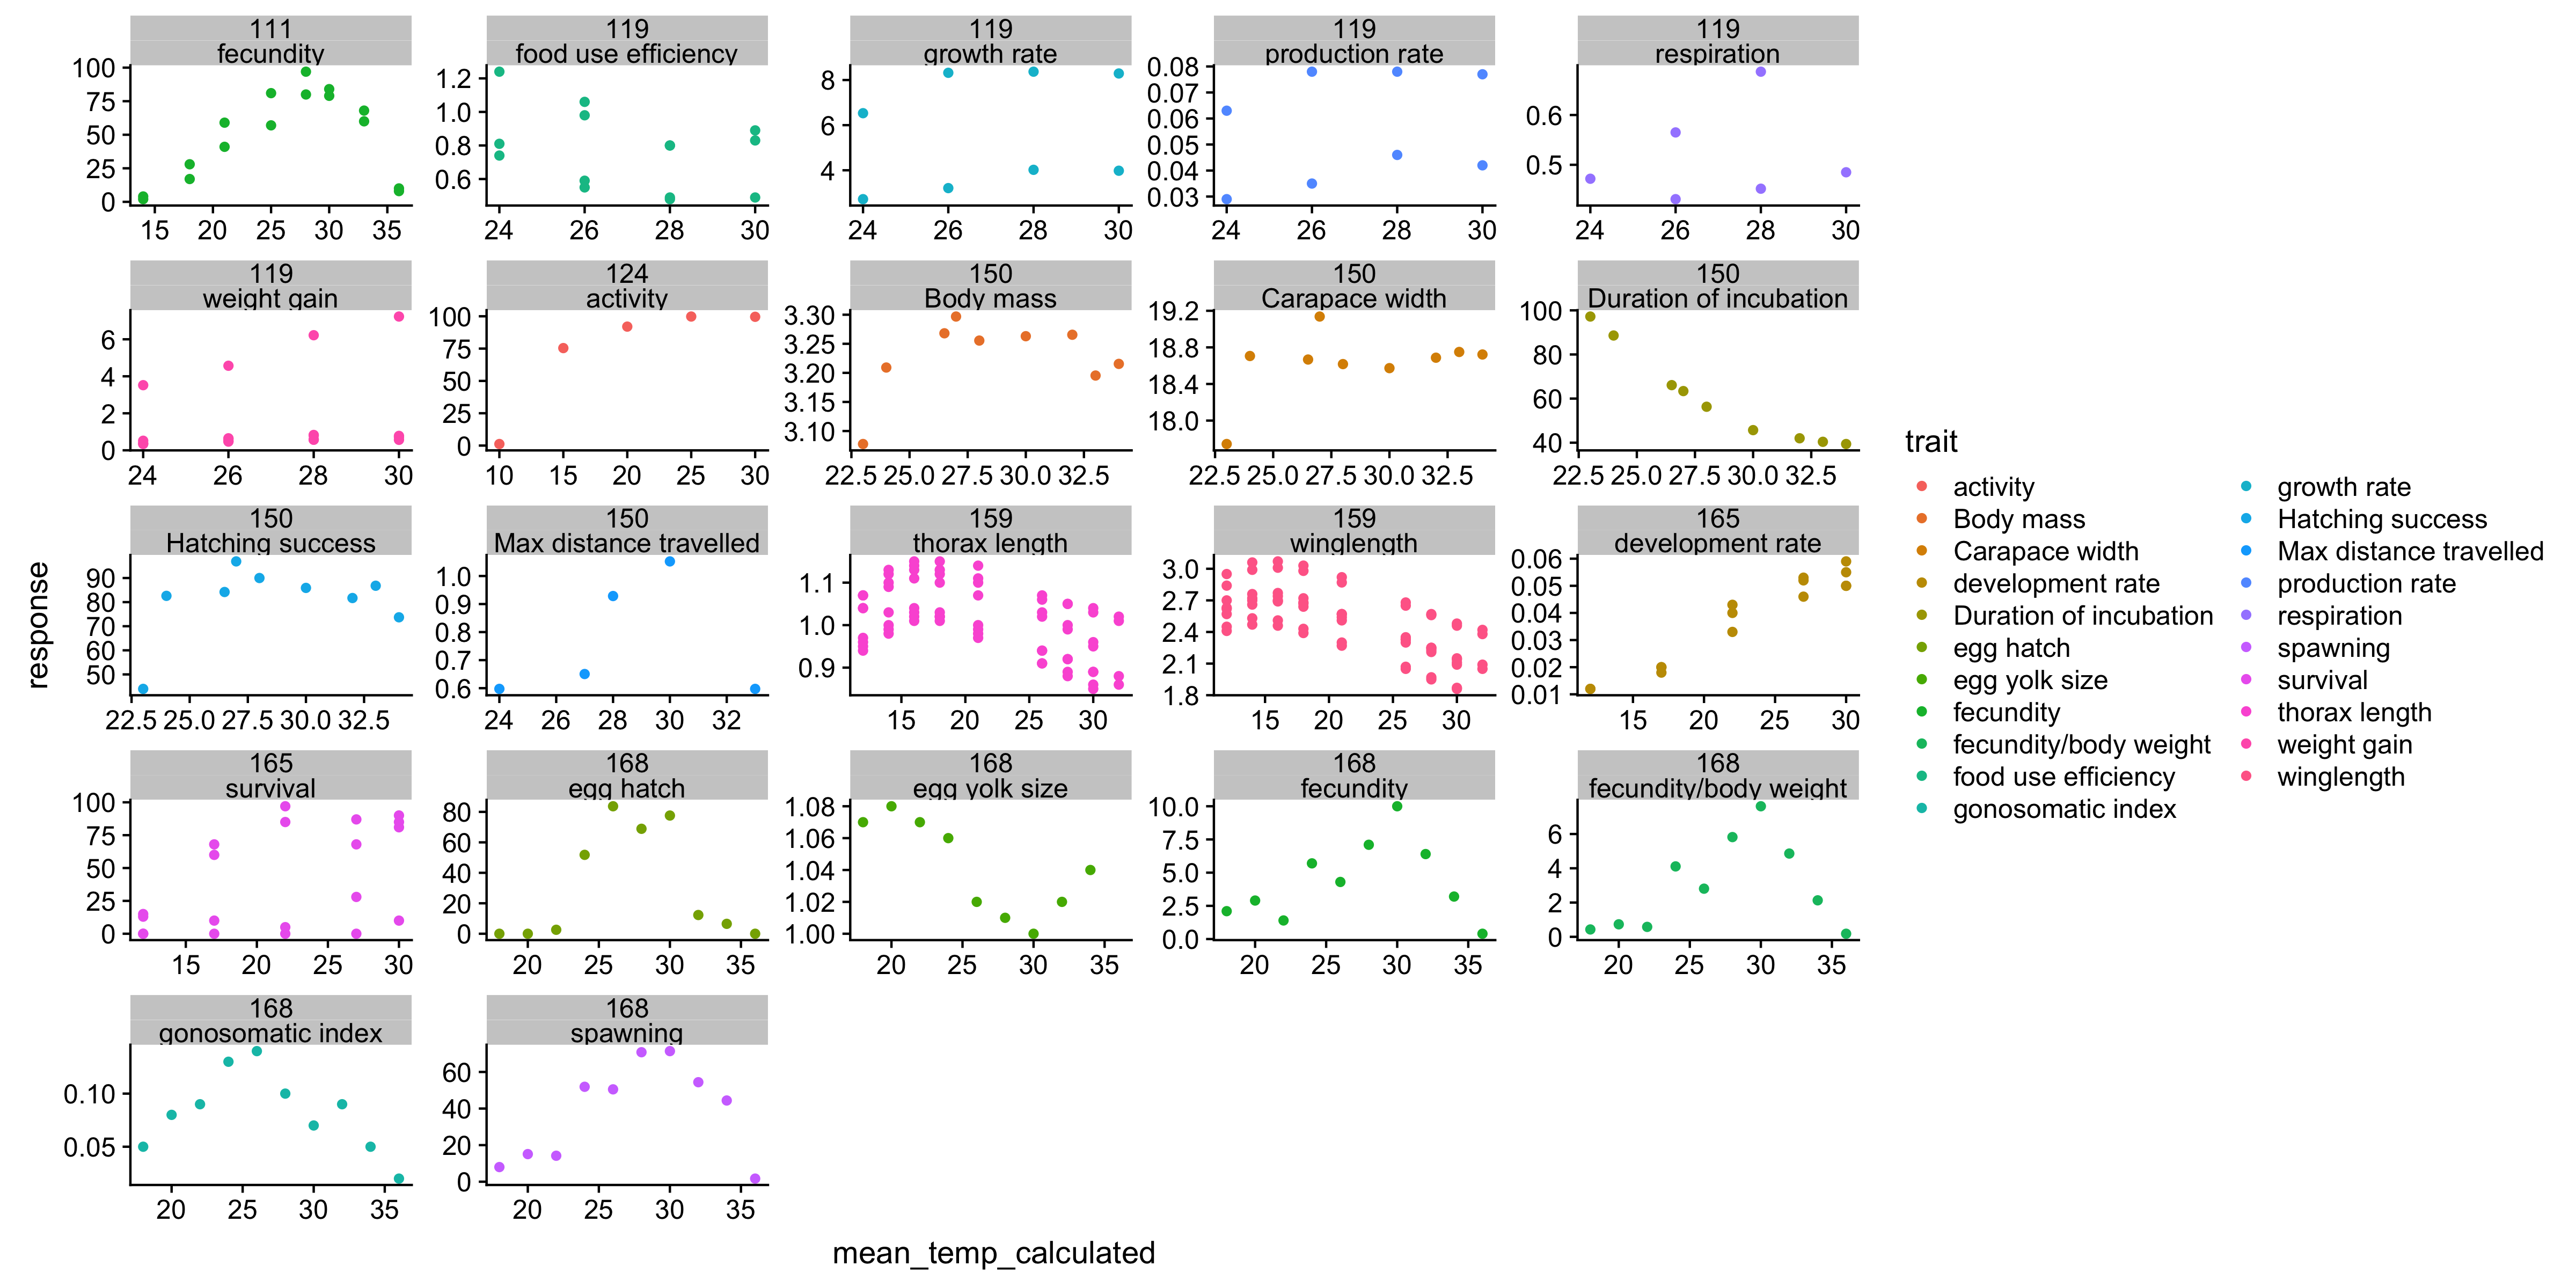 111
fecundity
119
food use efficiency
119
growth rate
119
production rate
119
respiration
100
75
50
25
0
15 20 25 30 35
1.2
1.0
0.8
0.6
24 26 28 30
8
6
4
24 26 28 30
0.08
0.07
0.06
0.05
0.04
0.03
24 26 28 30
0.6
0.5
24 26 28 30
119
weight gain
124
activity
150
Body mass
150
Carapace width
150
Duration of incubation
6
4
2
0
24 26 28 30
100
75
50
25
0
10 15 20 25 30
3.30
3.25
3.20
3.15
3.10
22.5 25.0 27.5 30.0 32.5
19.2
18.8
18.4
18.0
22.5 25.0 27.5 30.0 32.5
100
80
60
40
22.5 25.0 27.5 30.0 32.5
150
Hatching success
150
Max distance travelled
159
thorax length
159
winglength
165
development rate
90
80
70
60
50
22.5 25.0 27.5 30.0 32.5
1.0
0.9
0.8
0.7
0.6
24 26 28 30 32
1.1
1.0
0.9
15 20 25 30
3.0
2.7
2.4
2.1
1.8
15 20 25 30
0.06
0.05
0.04
0.03
0.02
0.01
15 20 25 30
165
survival
168
egg hatch
168
egg yolk size
168
fecundity
168
fecundity/body weight
100
75
50
25
0
15 20 25 30
80
60
40
20
0
20 25 30 35
1.08
1.06
1.04
1.02
1.00
20 25 30 35
10.0
7.5
5.0
2.5
0.0
20 25 30 35
6
4
2
0
20 25 30 35
168
gonosomatic index
168
spawning
0.10
0.05
20 25 30 35
60
40
20
0
20 25 30 35
response
mean_temp_calculated
trait
activity
Body mass
Carapace width
development rate
Duration of incubation
egg hatch
egg yolk size
fecundity
fecundity/body weight
food use efficiency
gonosomatic index
growth rate
Hatching success
Max distance travelled
production rate
respiration
spawning
survival
thorax length
weight gain
winglength